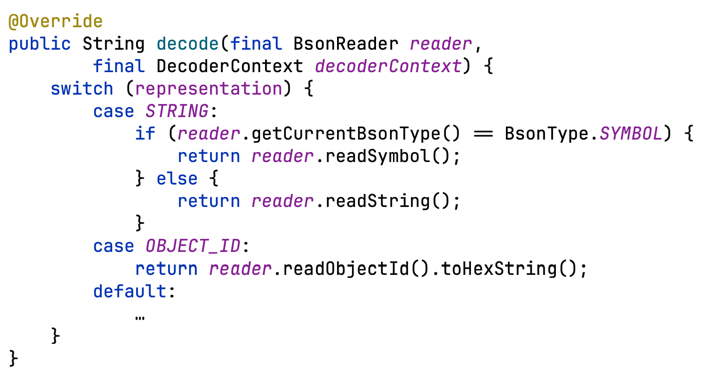 @Override
public String decode(final BsonReader reader,
        final DecoderContext decoderContext) {
    switch (representation) {
        case STRING:
            if (reader.getCurrentBsonType() == BsonType.SYMBOL) {
                return reader.readSymbol();
            } else {
                return reader.readString();
            }
        case OBJECT_ID:
            return reader.readObjectId().toHexString();
        default:
            …
    }
}